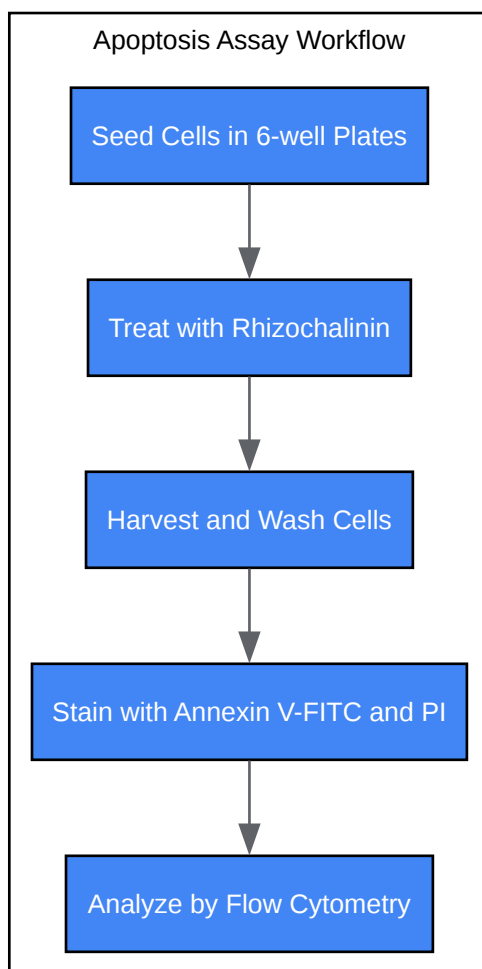 Apoptosis Assay Workflow
Seed Cells in 6-well Plates
Treat with Rhizochalinin
Harvest and Wash Cells
Stain with Annexin V-FITC and PI
Analyze by Flow Cytometry